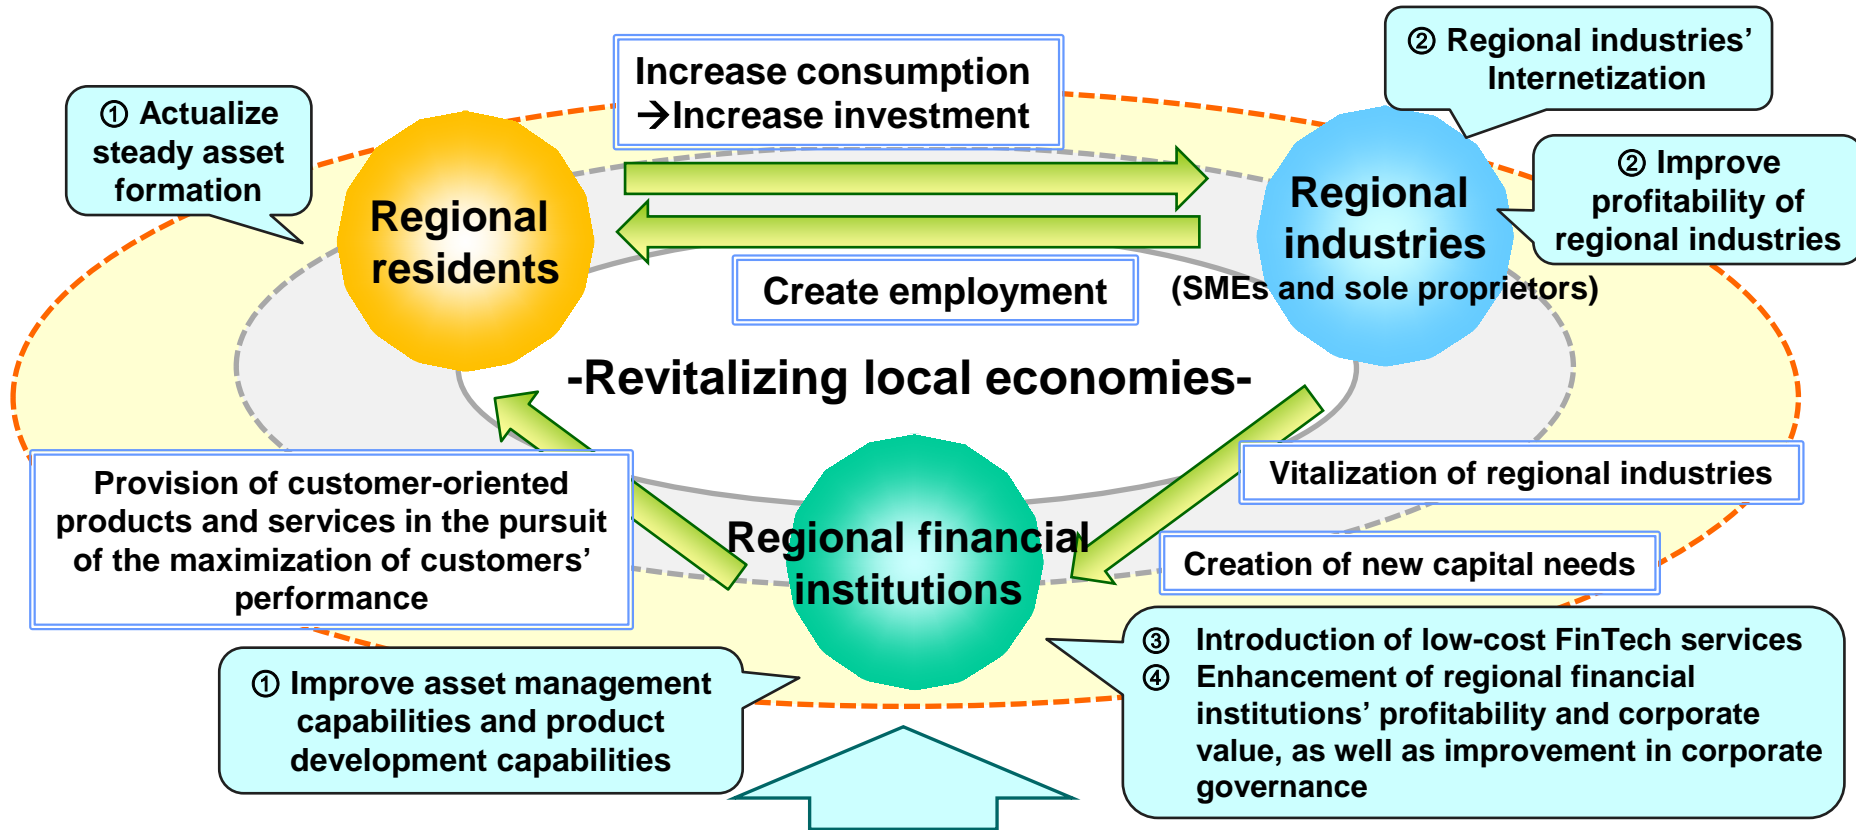 Increase consumption
→Increase investment
② Regional industries’
Internetization
① Actualize
steady asset
formation
② Improve
profitability of
regional industries
Regional
residents
Regional
industries
(SMEs and sole proprietors)
Create employment
-Revitalizing local economies-
Provision of customer-oriented
products and services in the pursuit
of the maximization of customers’
performance
Vitalization of regional industries
Regional financial
institutions
Creation of new capital needs
① Improve asset management
capabilities and product
development capabilities
③ Introduction of low-cost FinTech services
④ Enhancement of regional financial
institutions’ profitability and corporate
value, as well as improvement in corporate
governance